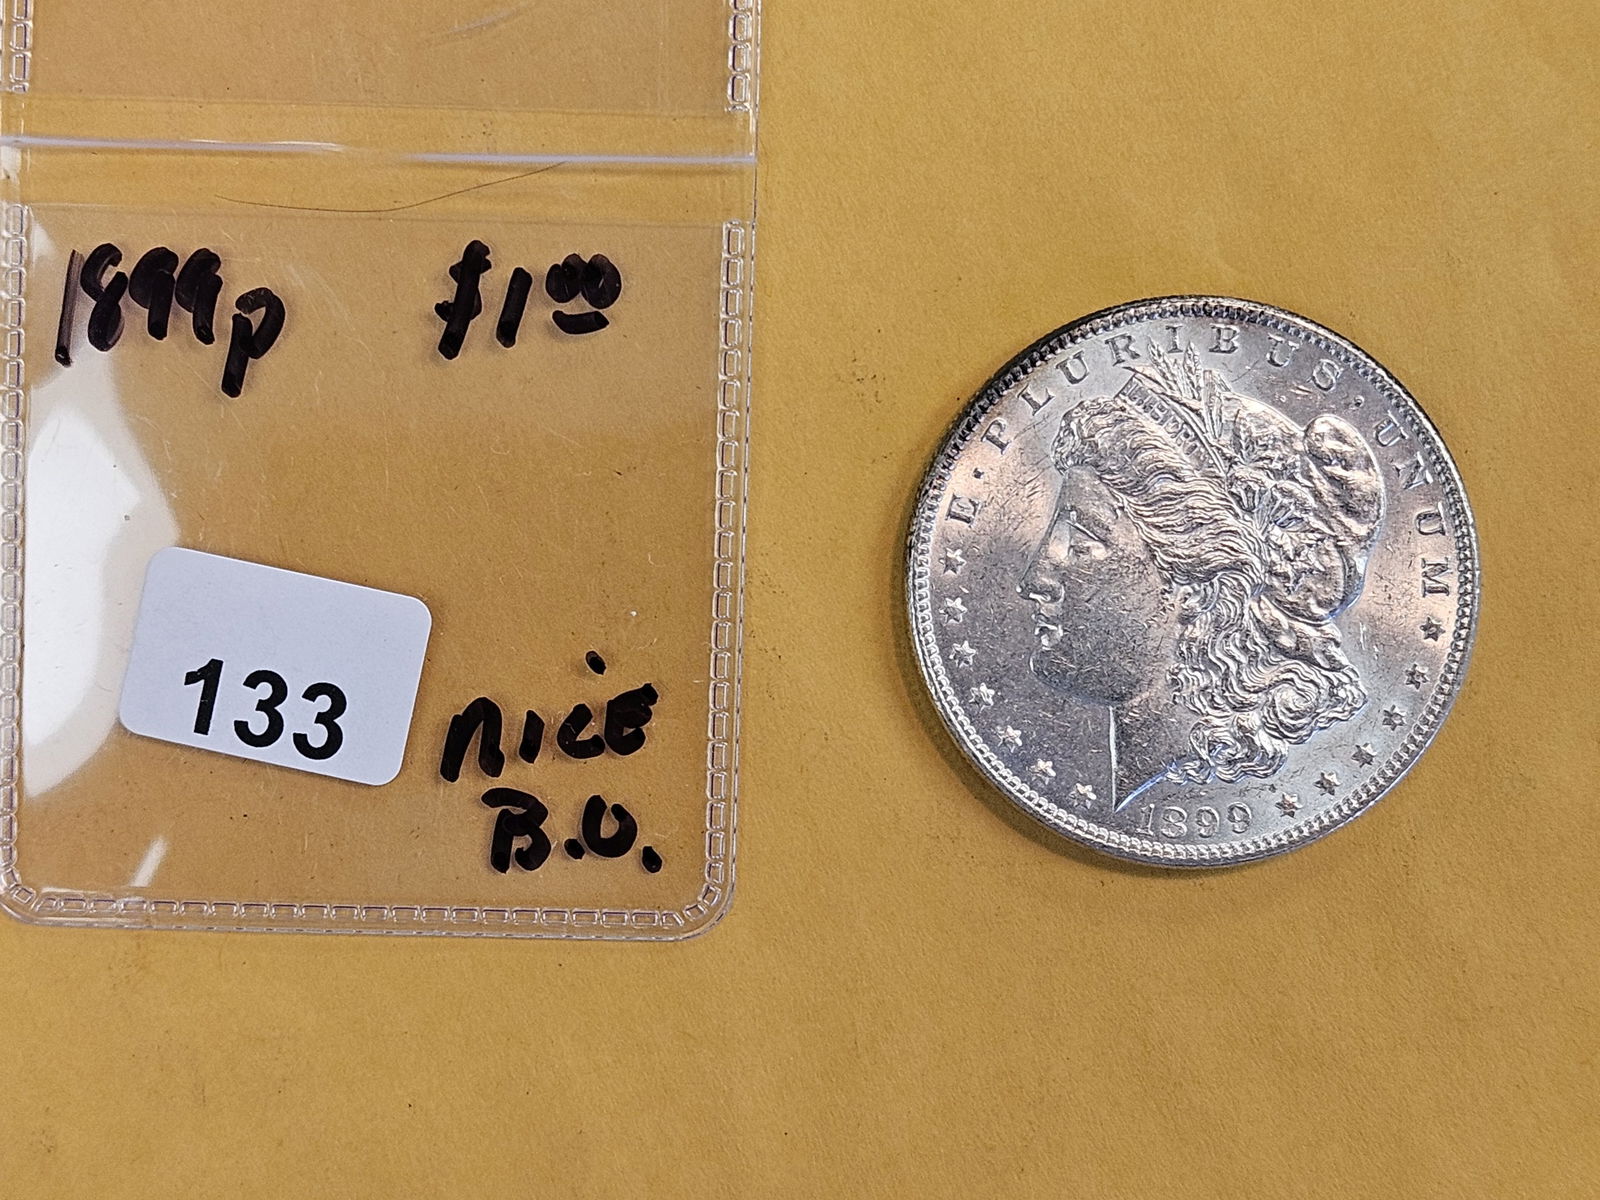 1899p $1.00
133
NICE
B.U.
E·PLURIBUS·UNUM
LIBERTY
1899